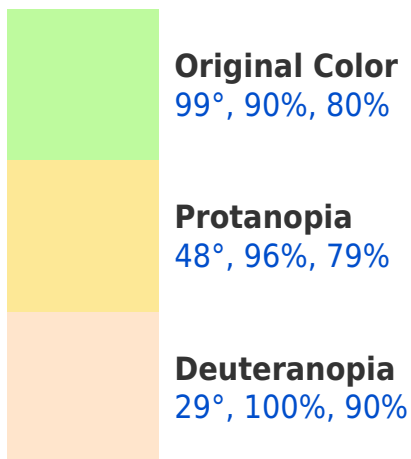 Original Color
99°, 90%, 80%
Protanopia
48°, 96%, 79%
Deuteranopia
29°, 100%, 90%